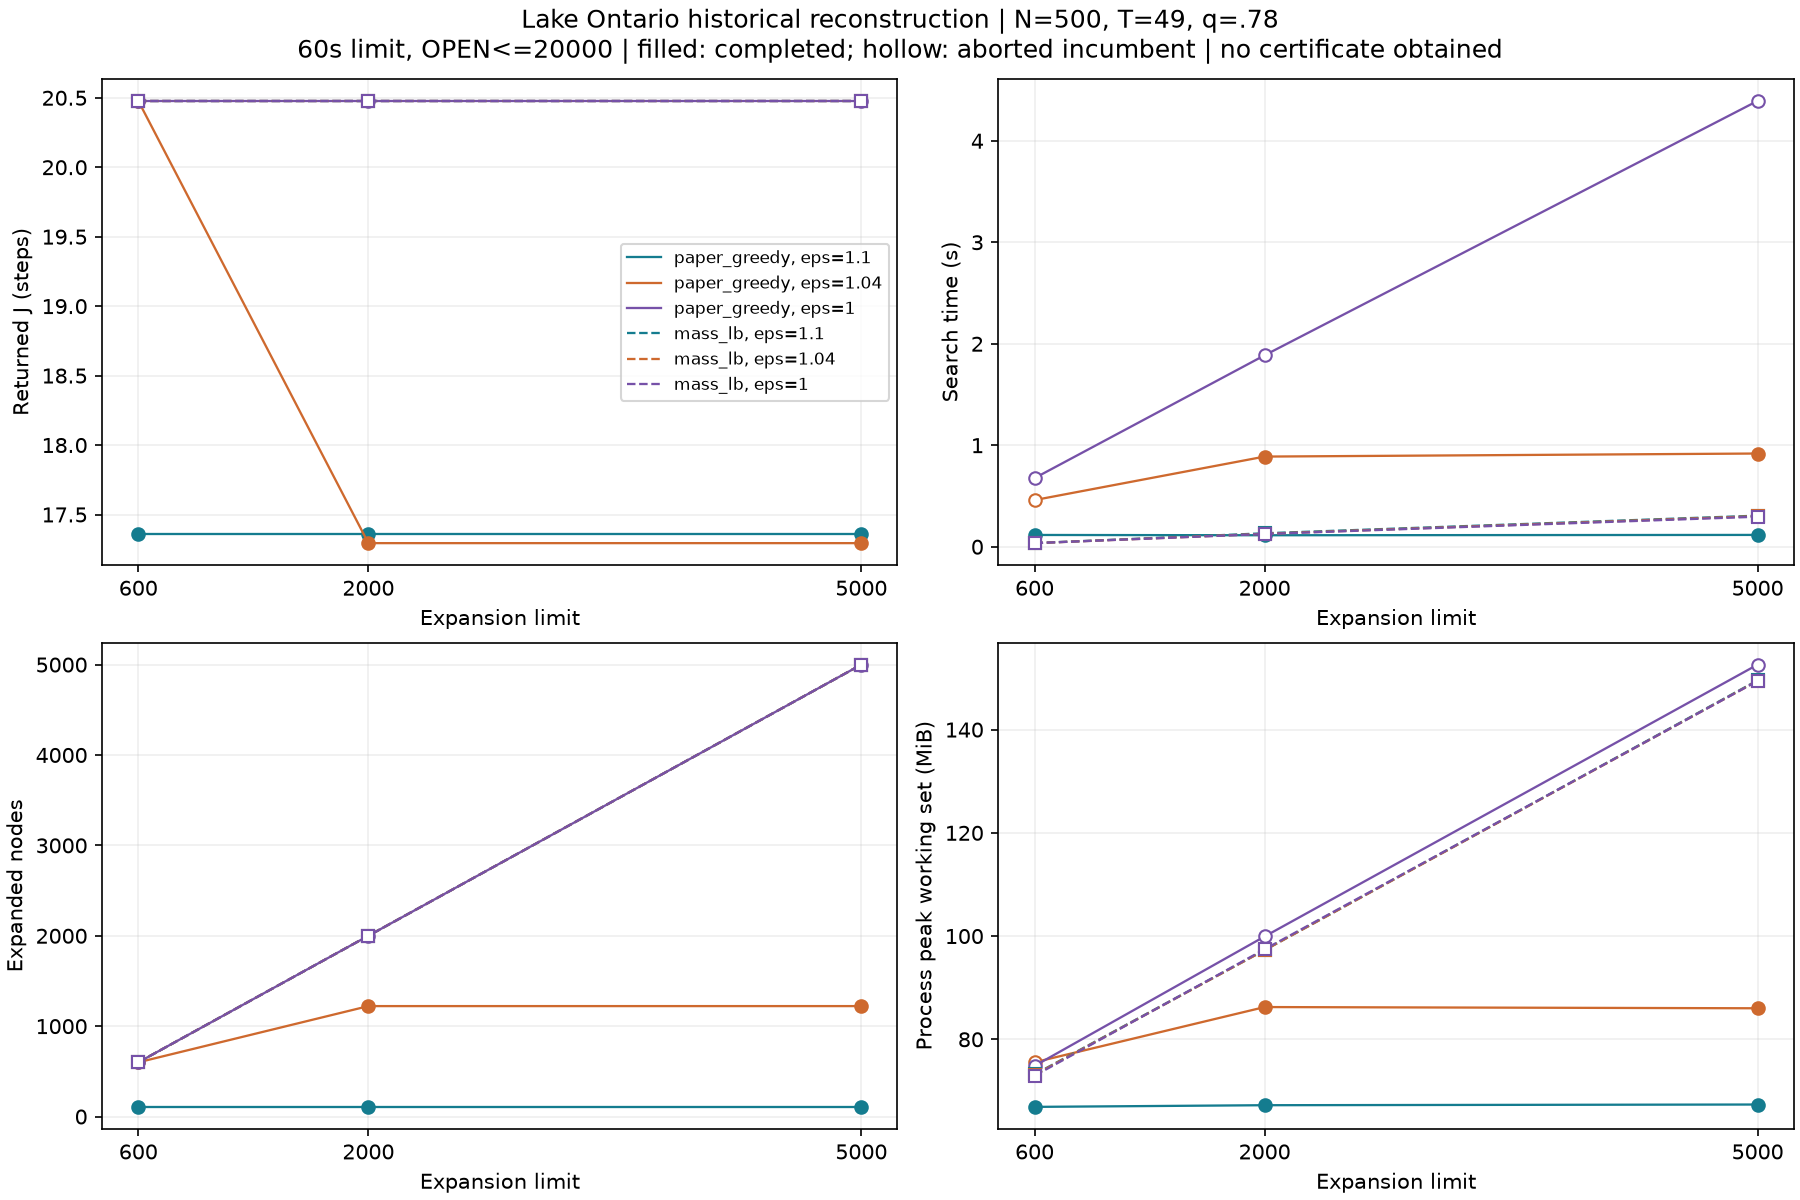 Lake Ontario historical reconstruction | N=500, T=49, q=.78
60s limit, OPEN<=20000 | filled: completed; hollow: aborted incumbent | no certificate obtained
Returned J (steps)
20.5
20.0
19.5
19.0
18.5
18.0
17.5
paper_greedy, eps=1.1
paper_greedy, eps=1.04
paper_greedy, eps=1
mass_lb, eps=1.1
mass_lb, eps=1.04
mass_lb, eps=1
600
2000
5000
Expansion limit
Search time (s)
4
3
2
1
0
600
2000
5000
Expansion limit
Expanded nodes
5000
4000
3000
2000
1000
0
600
2000
5000
Expansion limit
Process peak working set (MiB)
140
120
100
80
600
2000
5000
Expansion limit